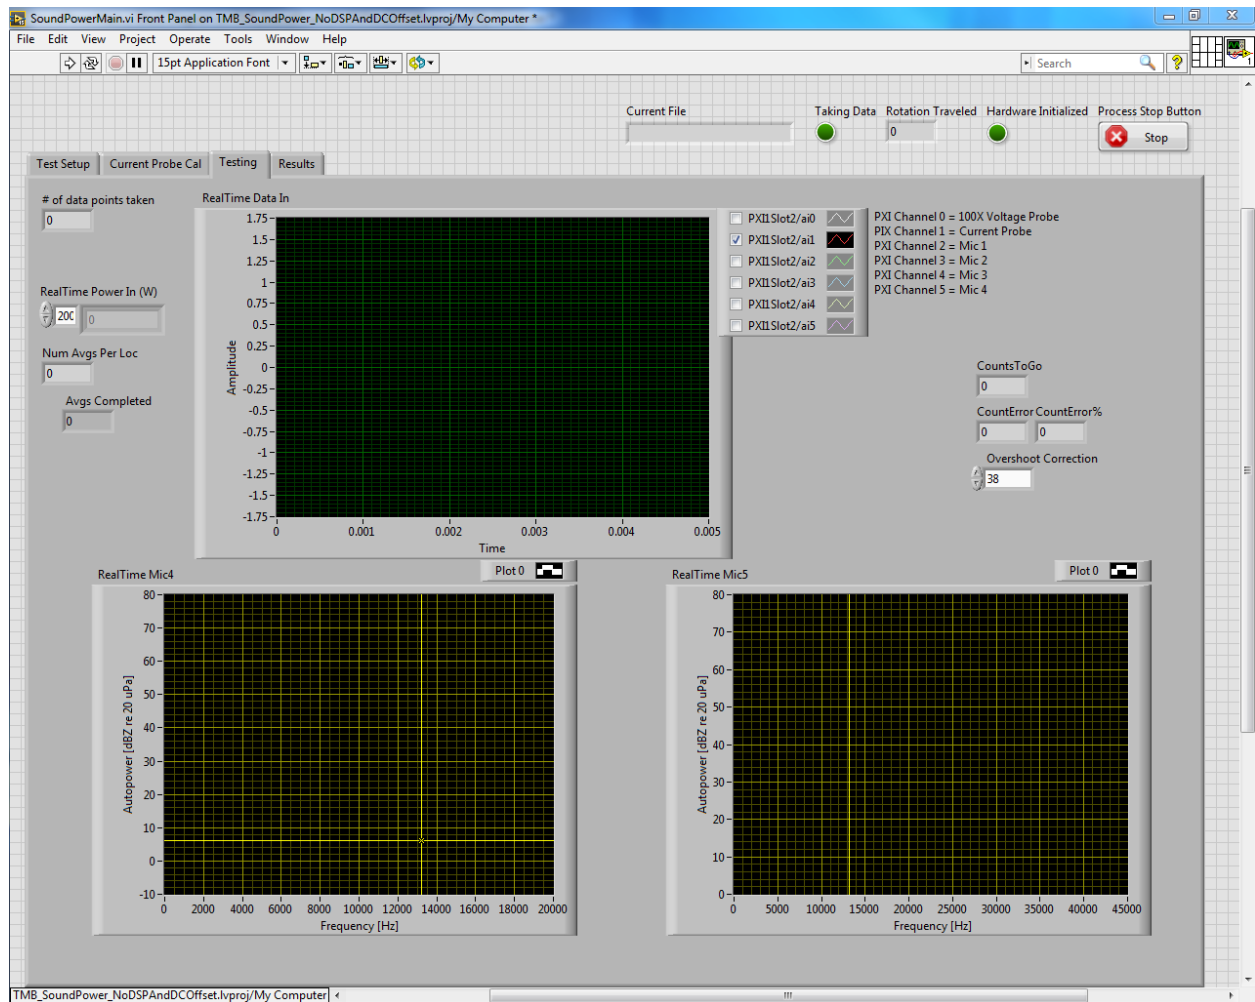 SoundPowerMain.vi Front Panel on TMB_SoundPower_NoDSPAndDCOffset.lvproj/My Computer *
File Edit View Project Operate Tools Window Help
15pt Application Font
Search
Current File
Taking Data
Rotation Traveled
0
Hardware Initialized
Process Stop Button
Stop
Test Setup
Current Probe Cal
Testing
Results
# of data points taken
0
RealTime Power In (W)
200
0
Num Avgs Per Loc
0
Avgs Completed
0
RealTime Data In
Amplitude
1.75
1.5
1.25
1
0.75
0.5
0.25
0
-0.25
-0.5
-0.75
-1
-1.25
-1.5
-1.75
0 0.001 0.002 0.003 0.004 0.005
Time
PXI1Slot2/ai0
PXI1Slot2/ai1
PXI1Slot2/ai2
PXI1Slot2/ai3
PXI1Slot2/ai4
PXI1Slot2/ai5
PXI Channel 0 = 100X Voltage Probe
PIX Channel 1 = Current Probe
PXI Channel 2 = Mic 1
PXI Channel 3 = Mic 2
PXI Channel 4 = Mic 3
PXI Channel 5 = Mic 4
CountsToGo
0
CountError CountError%
0 0
Overshoot Correction
38
RealTime Mic4
Plot 0
Autopower [dBZ re 20 uPa]
80
70
60
50
40
30
20
10
0
-10
0 2000 4000 6000 8000 10000 12000 14000 16000 18000 20000
Frequency [Hz]
RealTime Mic5
Plot 0
Autopower [dBZ re 20 uPa]
80
70
60
50
40
30
20
10
0
0 5000 10000 15000 20000 25000 30000 35000 40000 45000
Frequency [Hz]
TMB_SoundPower_NoDSPAndDCOffset.lvproj/My Computer